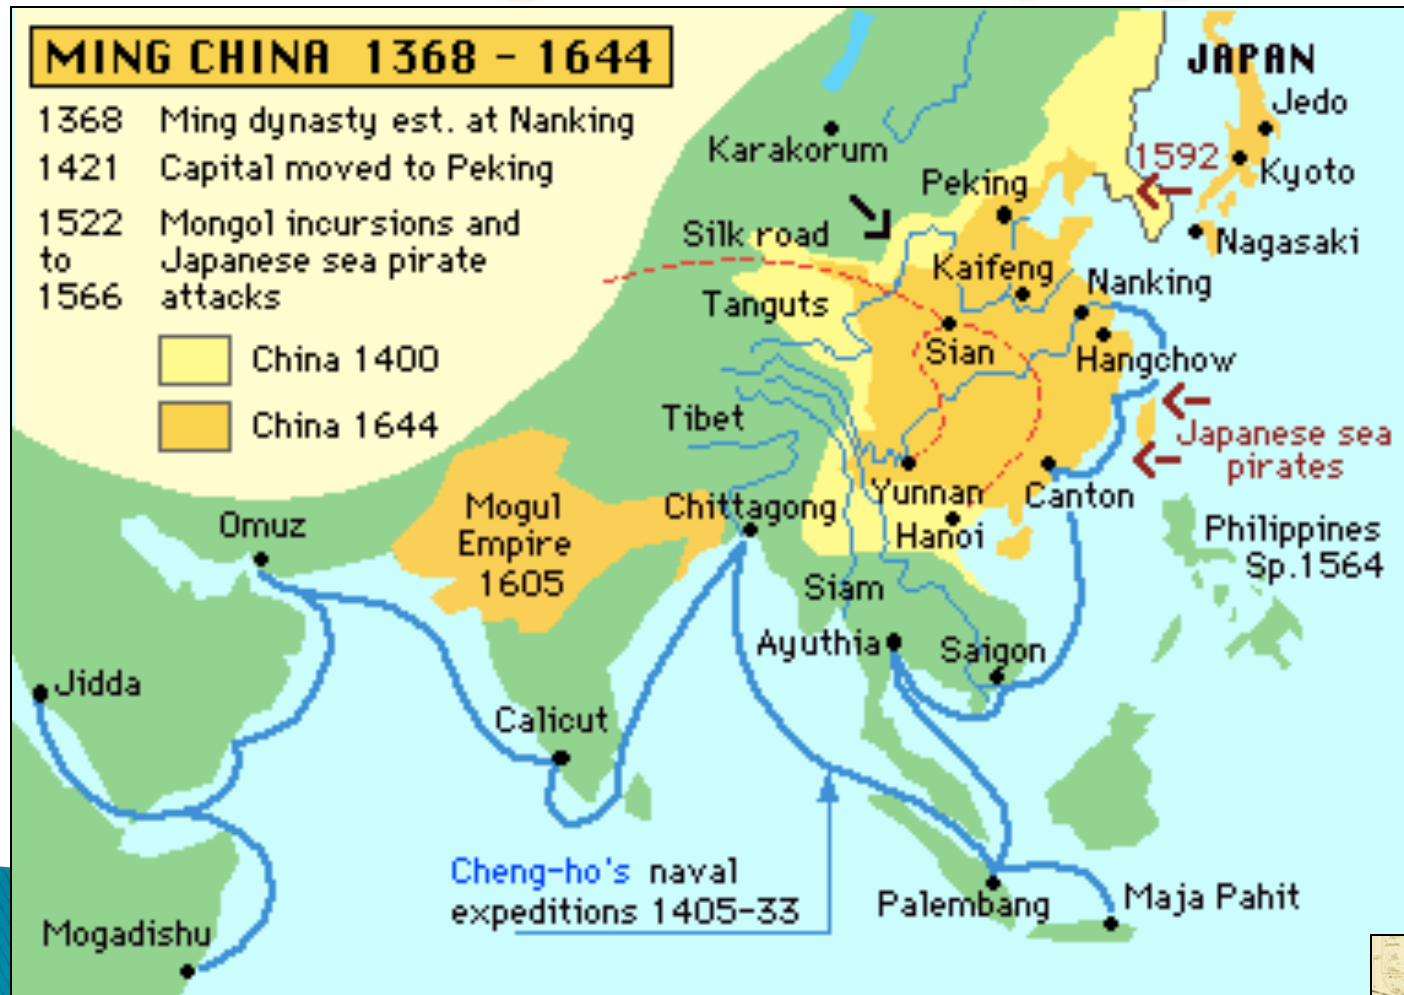 MING CHINA 1368 - 1644
1368 Ming dynasty est. at Nanking
1421 Capital moved to Peking
1522 Mongol incursions and
to Japanese sea pirate
1566 attacks
China 1400
China 1644
JAPAN
Jedo
Karakorum
1592
Kyoto
Peking
Silk road
Nagasaki
Kaifeng
Nanking
Tanguts
Sian
Hangchow
Tibet
Japanese sea
pirates
Yunnan
Canton
Mogul
Empire
1605
Chittagong
Omuz
Hanoi
Philippines
Sp.1564
Siam
Ayuthia
Saigon
Jidda
Calicut
Cheng-ho's naval
expeditions 1405-33
Palembang
Maja Pahit
Mogadishu